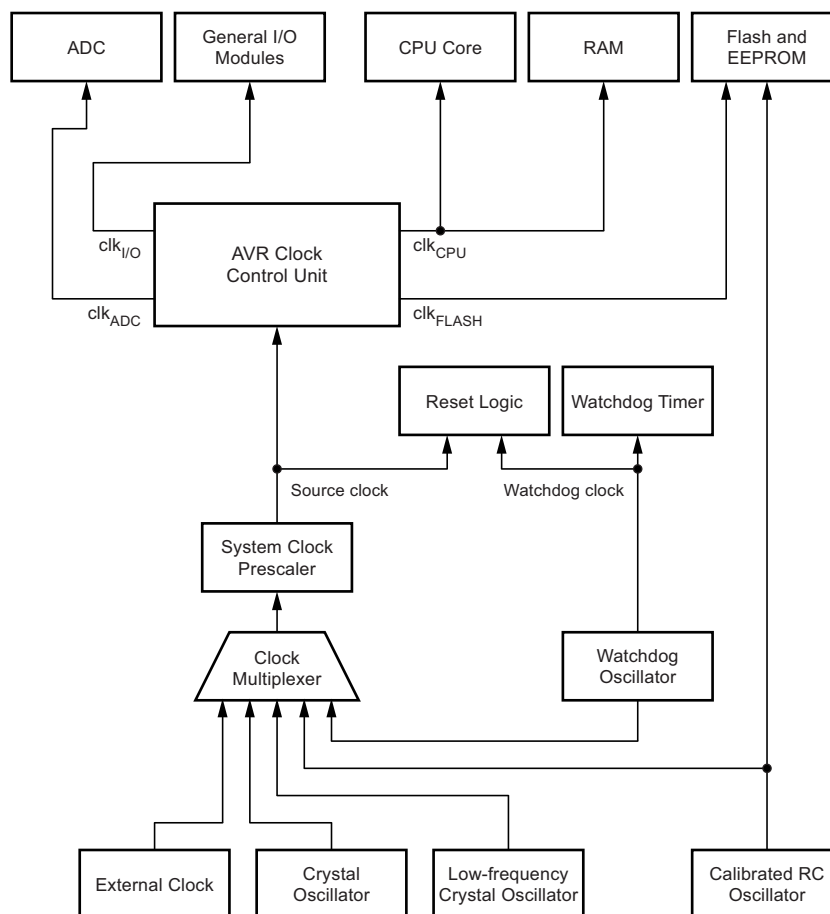 ADC
General I/O
Modules
CPU Core
RAM
Flash and
EEPROM
clkI/O
clkCPU
AVR Clock
Control Unit
clkADC
clkFLASH
Reset Logic
Watchdog Timer
Source clock
Watchdog clock
System Clock
Prescaler
Clock
Multiplexer
Watchdog
Oscillator
External Clock
Crystal
Oscillator
Low-frequency
Crystal Oscillator
Calibrated RC
Oscillator